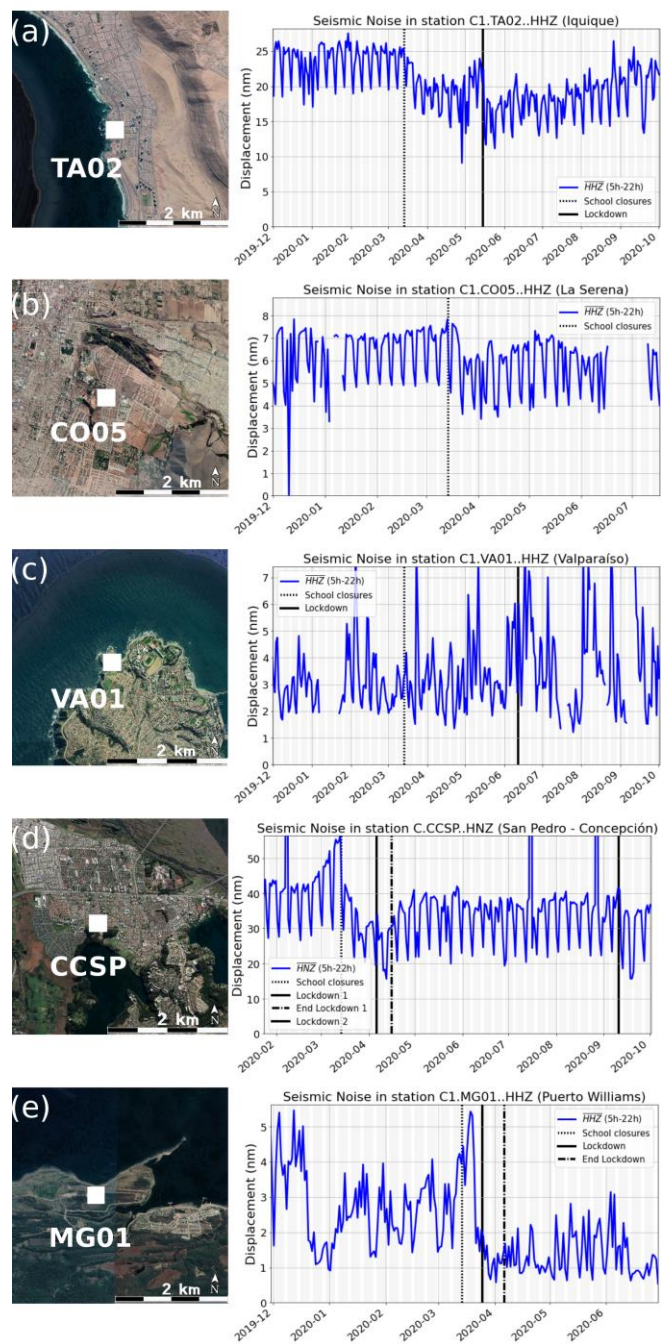 (a)
TA02
2 km
N
Seismic Noise in station C1.TA02..HHZ (Iquique)
Displacement (nm)
25
20
15
10
5
0
HHZ (5h-22h)
School closures
Lockdown
2019-12
2020-01
2020-02
2020-03
2020-04
2020-05
2020-06
2020-07
2020-08
2020-09
2020-10
(b)
CO05
2 km
N
Seismic Noise in station C1.CO05..HHZ (La Serena)
Displacement (nm)
8
7
6
5
4
3
2
1
0
HHZ (5h-22h)
School closures
2019-12
2020-01
2020-02
2020-03
2020-04
2020-05
2020-06
2020-07
(c)
VA01
2 km
N
Seismic Noise in station C1.VA01..HHZ (Valparaíso)
Displacement (nm)
7
6
5
4
3
2
1
0
HHZ (5h-22h)
School closures
Lockdown
2019-12
2020-01
2020-02
2020-03
2020-04
2020-05
2020-06
2020-07
2020-08
2020-09
2020-10
(d)
CCSP
2 km
N
Seismic Noise in station C.CCSP..HNZ (San Pedro - Concepción)
Displacement (nm)
50
40
30
20
10
0
HNZ (5h-22h)
School closures
Lockdown 1
End Lockdown 1
Lockdown 2
2020-02
2020-03
2020-04
2020-05
2020-06
2020-07
2020-08
2020-09
2020-10
(e)
MG01
2 km
N
Seismic Noise in station C1.MG01..HHZ (Puerto Williams)
Displacement (nm)
5
4
3
2
1
0
HHZ (5h-22h)
School closures
Lockdown
End Lockdown
2019-12
2020-01
2020-02
2020-03
2020-04
2020-05
2020-06